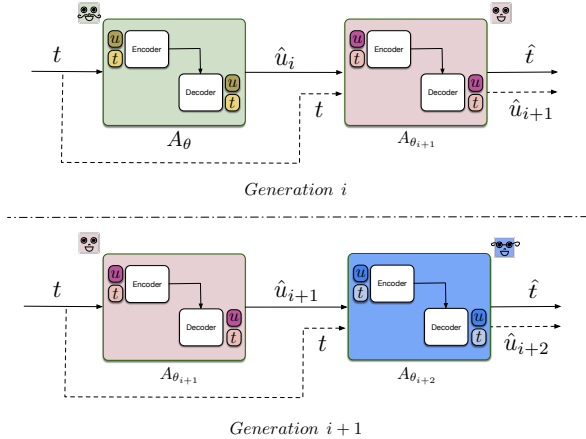 t
u
t
Encoder
Decoder
u
t
A_θ
û_i
t
u
t
Encoder
Decoder
u
t
A_{θ_{i+1}}
t̂
û_{i+1}
Generation i
t
u
t
Encoder
Decoder
u
t
A_{θ_{i+1}}
û_{i+1}
t
u
t
Encoder
Decoder
u
t
A_{θ_{i+2}}
t̂
û_{i+2}
Generation i + 1